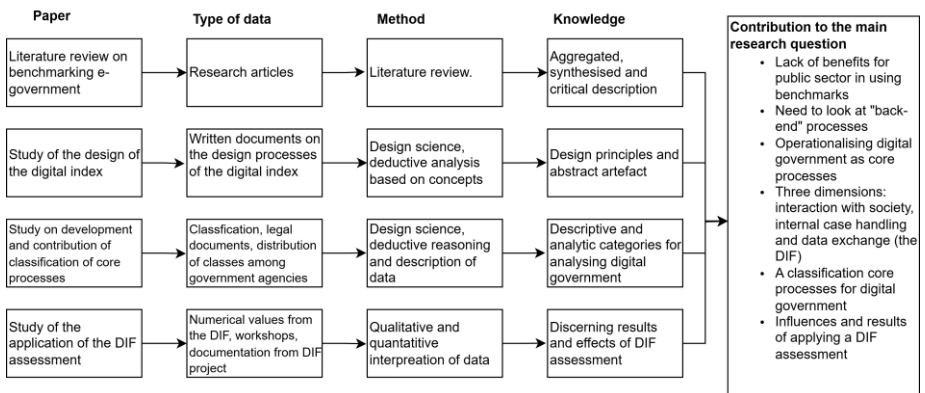 Paper
Type of data
Method
Knowledge
Literature review on
benchmarking e-
government
Research articles
Literature review.
Aggregated,
synthesised and
critical description
Study of the design of
the digital index
Written documents on
the design processes
of the digital index
Design science,
deductive analysis
based on concepts
Design principles and
abstract artefact
Study on development
and contribution of
classification of core
processes
Classfication, legal
documents, distribution
of classes among
government agencies
Design science,
deductive reasoning
and description of
data
Descriptive and
analytic categories for
analysing digital
government
Study of the
application of the DIF
assessment
Numerical values from
the DIF, workshops,
documentation from DIF
project
Qualitative and
quantatitive
interpreation of data
Discerning results
and effects of DIF
assessment
Contribution to the main
research question
• Lack of benefits for
public sector in using
benchmarks
• Need to look at "back-
end" processes
• Operationalising digital
government as core
processes
• Three dimensions:
interaction with society,
internal case handling
and data exchange (the
DIF)
• A classification core
processes for digital
government
• Influences and results
of applying a DIF
assessment